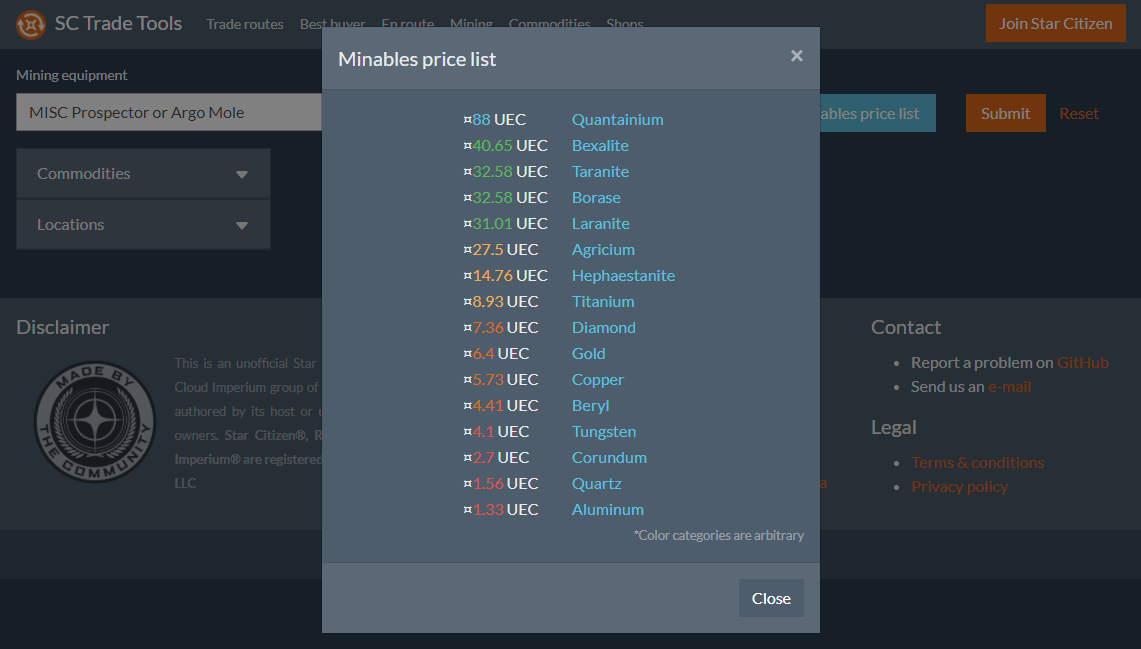 SC Trade Tools
Trade routes
Best buyer
En route
Mining
Commodities
Shops
Join Star Citizen
Minables price list
×
Mining equipment
MISC Prospector or Argo Mole
ables price list
Submit
Reset
Commodities
Locations
¤88 UEC Quantainium
¤40.65 UEC Bexalite
¤32.58 UEC Taranite
¤32.58 UEC Borase
¤31.01 UEC Laranite
¤27.5 UEC Agricium
¤14.76 UEC Hephaestanite
¤8.93 UEC Titanium
¤7.36 UEC Diamond
¤6.4 UEC Gold
¤5.73 UEC Copper
¤4.41 UEC Beryl
¤4.1 UEC Tungsten
¤2.7 UEC Corundum
¤1.56 UEC Quartz
¤1.33 UEC Aluminum
*Color categories are arbitrary
Close
Disclaimer
MADE BY
THE COMMUNITY
This is an unofficial Star
Cloud Imperium group of
authored by its host or u
owners. Star Citizen®, R
Imperium® are registered
LLC
a
Contact
Report a problem on GitHub
Send us an e-mail
Legal
Terms & conditions
Privacy policy